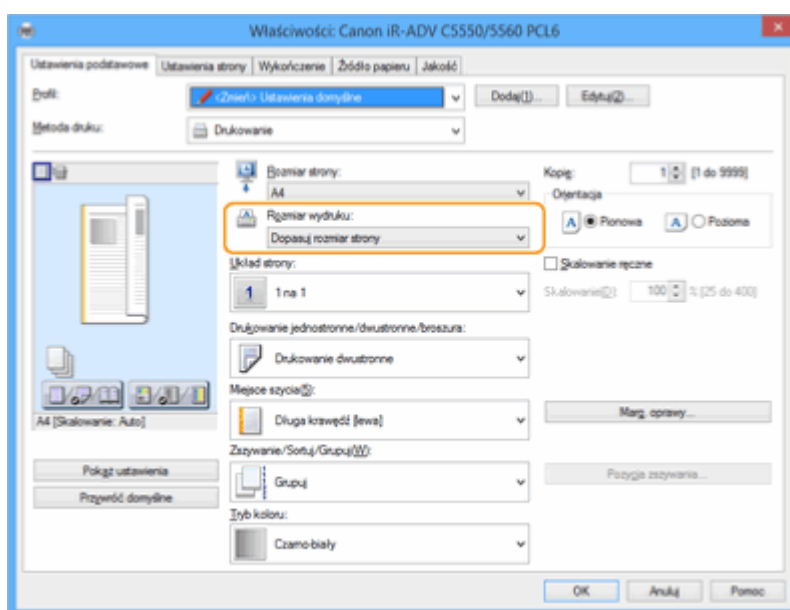 Właściwości: Canon iR-ADV C5550/5560 PCL6
Ustawienia podstawowe Ustawienia strony Wykończenie Źródło papieru Jakość
Profil: <Zmień> Ustawienia domyślne Dodaj(1)... Edytuj(2)...
Metoda druku: Drukowanie
Rozmiar strony: Kopie: 1 [1 do 9999]
A4 Orientacja
Rozmiar wydruku: A Pionowa A Pozioma
Dopasuj rozmiar strony
Układ strony: Skalowanie ręczne
1 1 na 1 Skalowanie(D): 100 % [25 do 400]
Drukowanie jednostronne/dwustronne/broszura:
Drukowanie dwustronne
Miejsce szycia(S):
A4 [Skalowanie: Auto] Długa krawędź [lewa] Marg. oprawy...
Zszywanie/Sortuj/Grupuj(W):
Pokaż ustawienia Grupuj Pozycja zszywania...
Przywróć domyślne
Tryb koloru:
Czarno-biały
OK Anuluj Pomoc